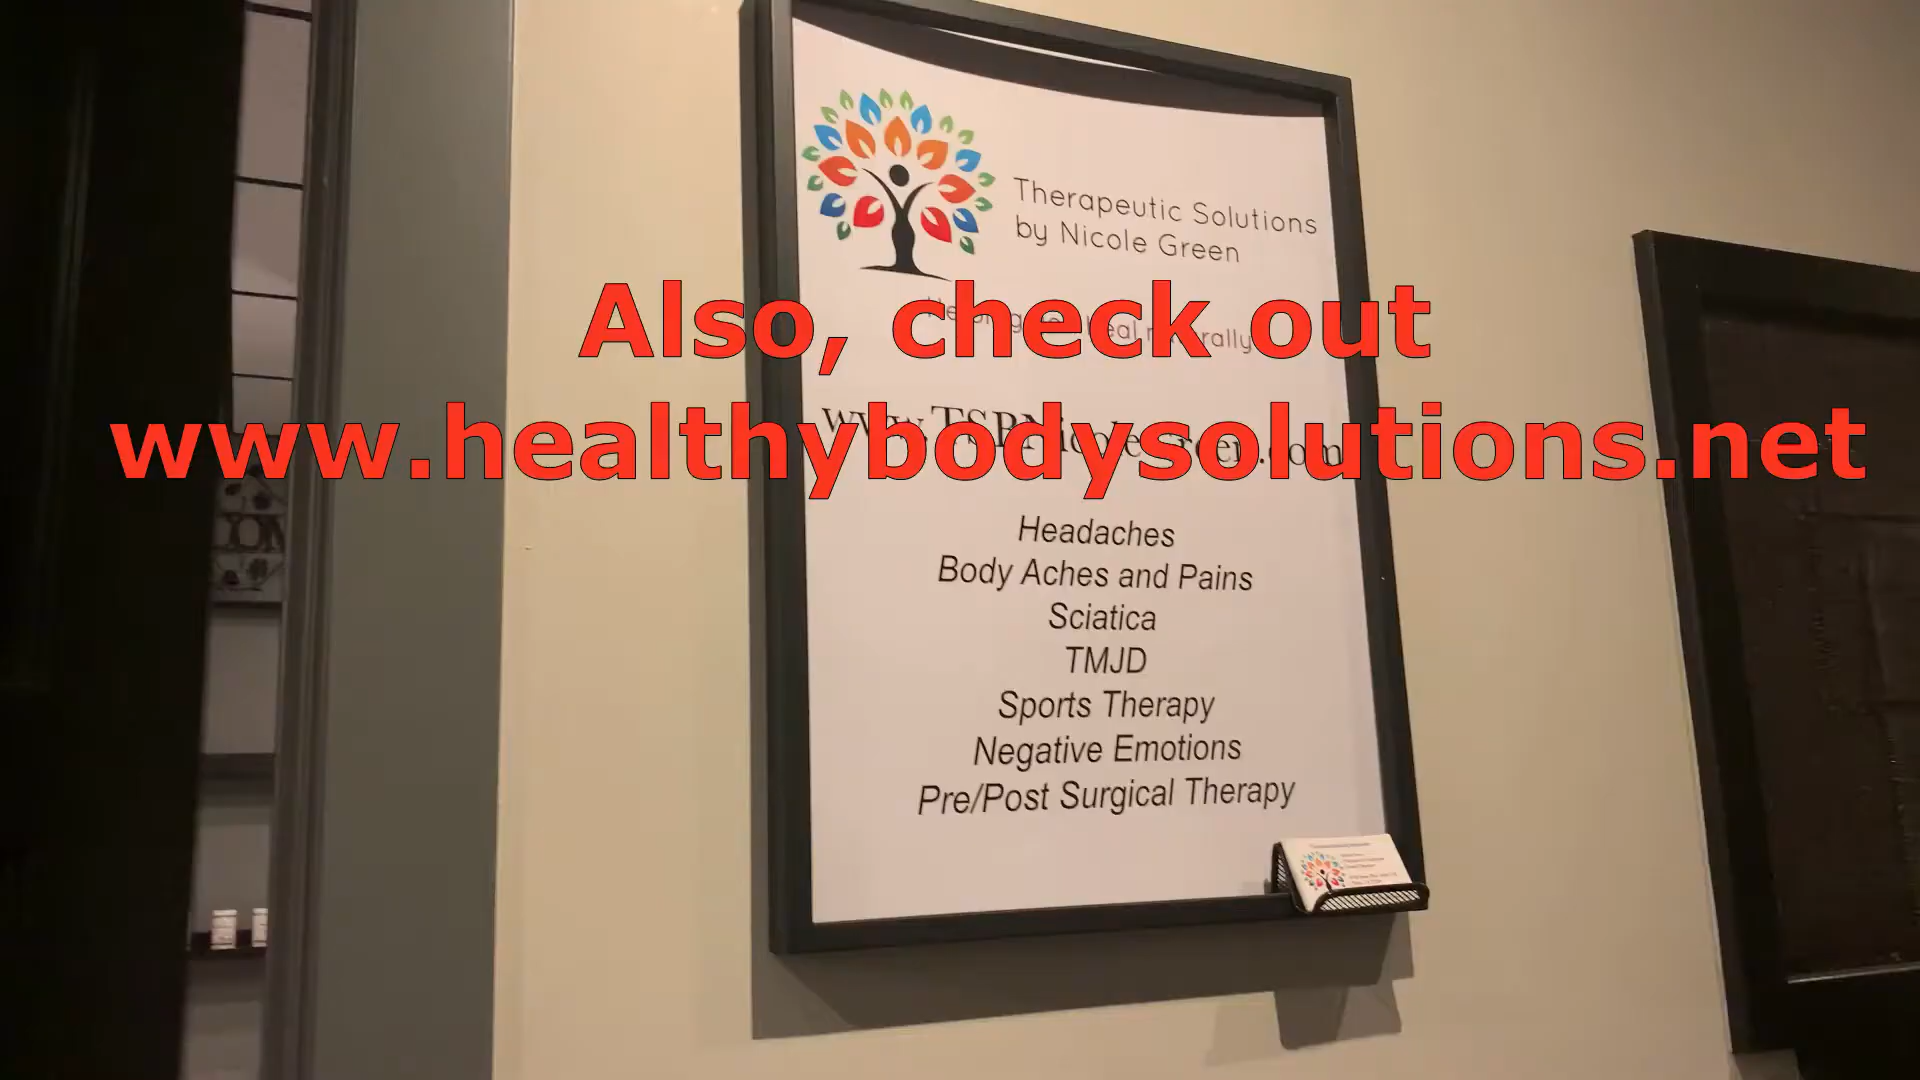 Therapeutic Solutions
by Nicole Green
Also, check out
www.healthybodysolutions.net
Headaches
Body Aches and Pains
Sciatica
TMJD
Sports Therapy
Negative Emotions
Pre/Post Surgical Therapy